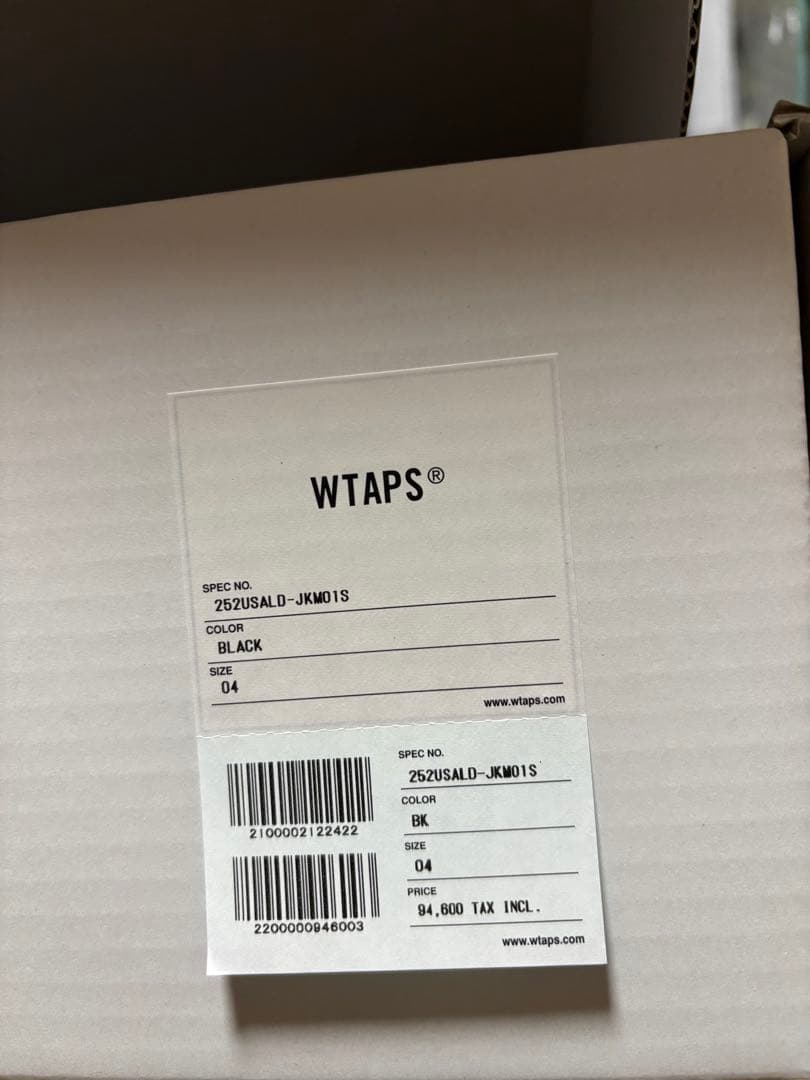 WTAPS®
SPEC NO.
252USALD-JKM01S
COLOR
BLACK
SIZE
04
www.wtaps.com
SPEC NO.
252USALD-JKM01S
COLOR
BK
SIZE
04
PRICE
94,600 TAX INCL.
www.wtaps.com
2100002122422
2200000946003